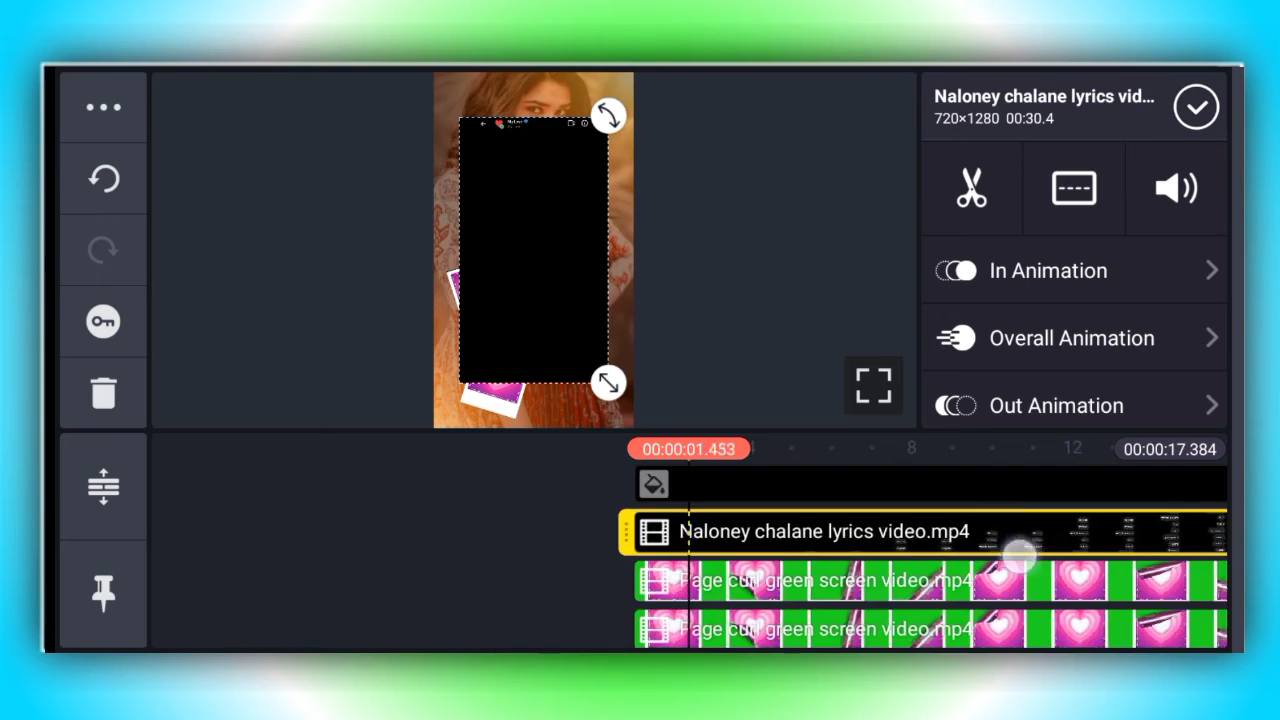 Naloney chalane lyrics vid...
720×1280 00:30.4
In Animation
Overall Animation
Out Animation
00:00:01.453
8
12
00:00:17.384
Naloney chalane lyrics video.mp4
Page curl green screen video.mp4
Page curl green screen video.mp4